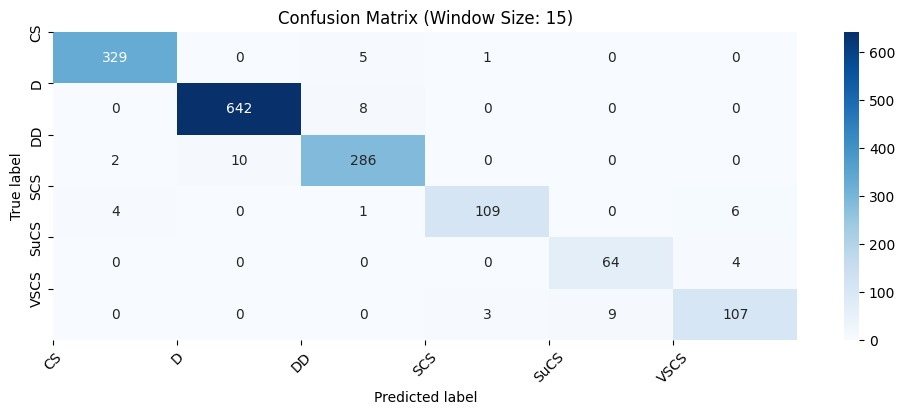 Confusion Matrix (Window Size: 15)
True label
CS 329 0 5 1 0 0
D 0 642 8 0 0 0
DD 2 10 286 0 0 0
SCS 4 0 1 109 0 6
SuCS 0 0 0 0 64 4
VSCS 0 0 0 3 9 107
CS D DD SCS SuCS VSCS
Predicted label
600
500
400
300
200
100
0